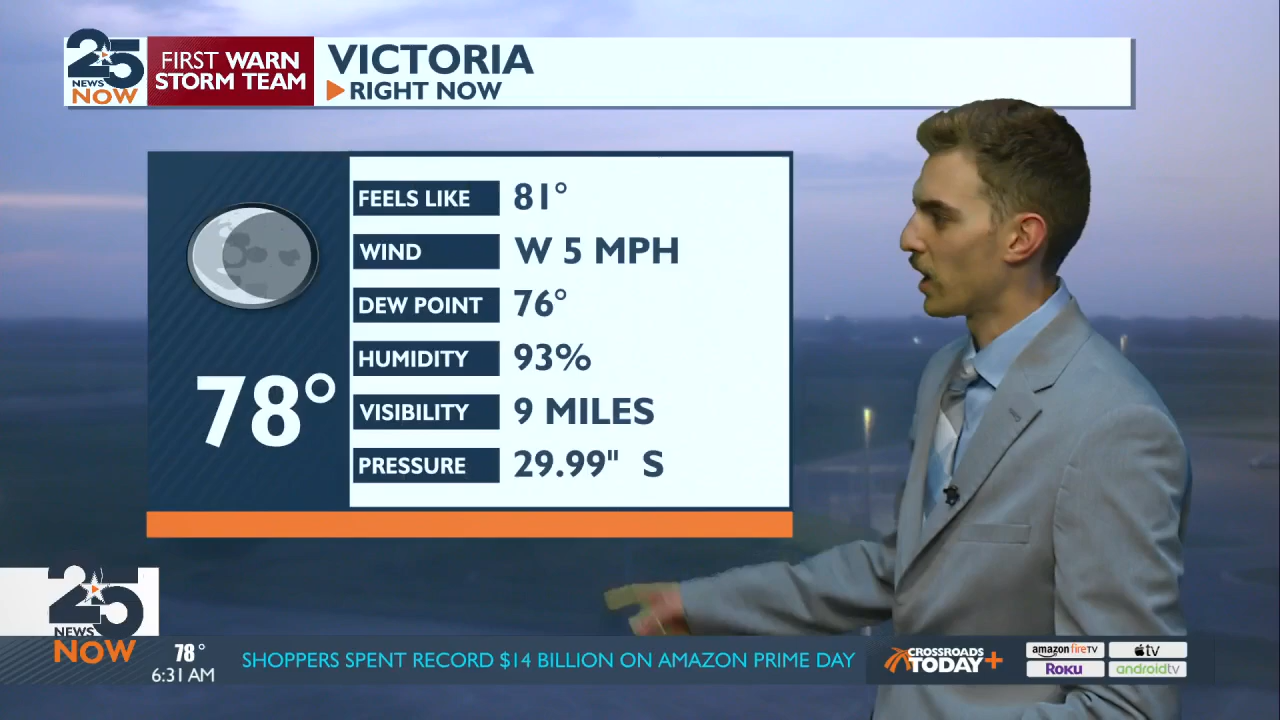 25
NEWS
NOW
FIRST WARN
STORM TEAM
VICTORIA
RIGHT NOW
78°
FEELS LIKE 81°
WIND W 5 MPH
DEW POINT 76°
HUMIDITY 93%
VISIBILITY 9 MILES
PRESSURE 29.99" S
25
NEWS
NOW
78°
6:31 AM
SHOPPERS SPENT RECORD $14 BILLION ON AMAZON PRIME DAY
CROSSROADS
TODAY+
amazon fireTV
tv
Roku
androidtv